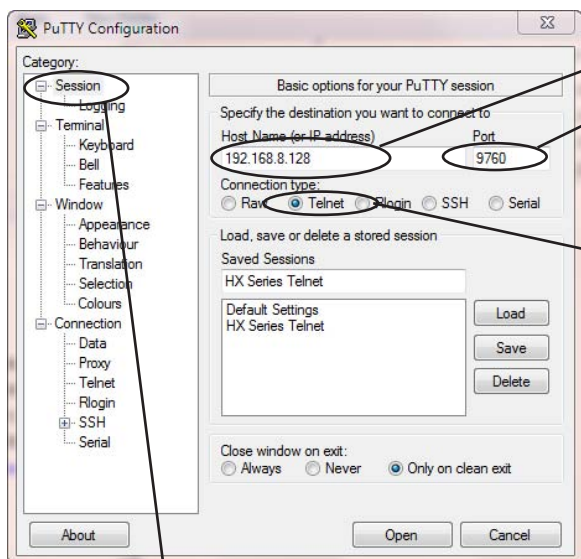 PuTTY Configuration
Category:
Session
Logging
Terminal
Keyboard
Bell
Features
Window
Appearance
Behaviour
Translation
Selection
Colours
Connection
Data
Proxy
Telnet
Rlogin
SSH
Serial
Basic options for your PuTTY session
Specify the destination you want to connect to
Host Name (or IP address) Port
192.168.8.128 9760
Connection type:
Raw Telnet Rlogin SSH Serial
Load, save or delete a stored session
Saved Sessions
HX Series Telnet
Default Settings
HX Series Telnet
Load
Save
Delete
Close window on exit:
Always Never Only on clean exit
About Open Cancel